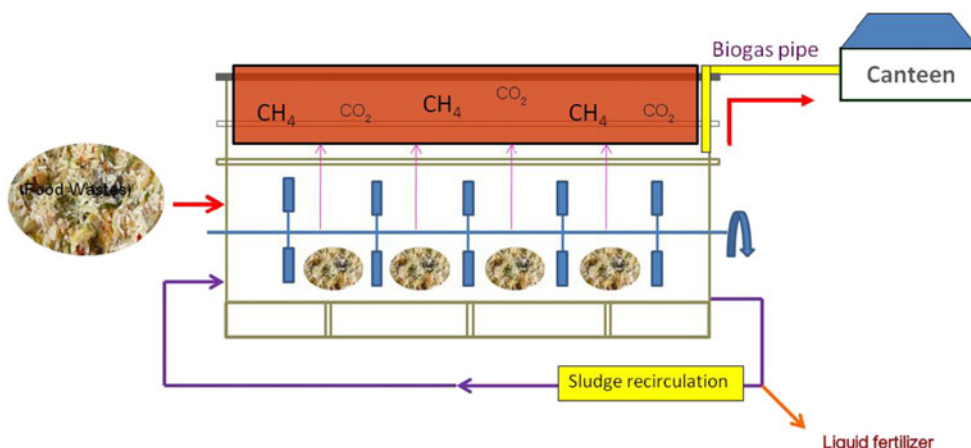 Biogas pipe
Canteen
CH4
CO2
CH4
CO2
CH4
CO2
(Food Wastes)
Sludge recirculation
Liquid fertilizer